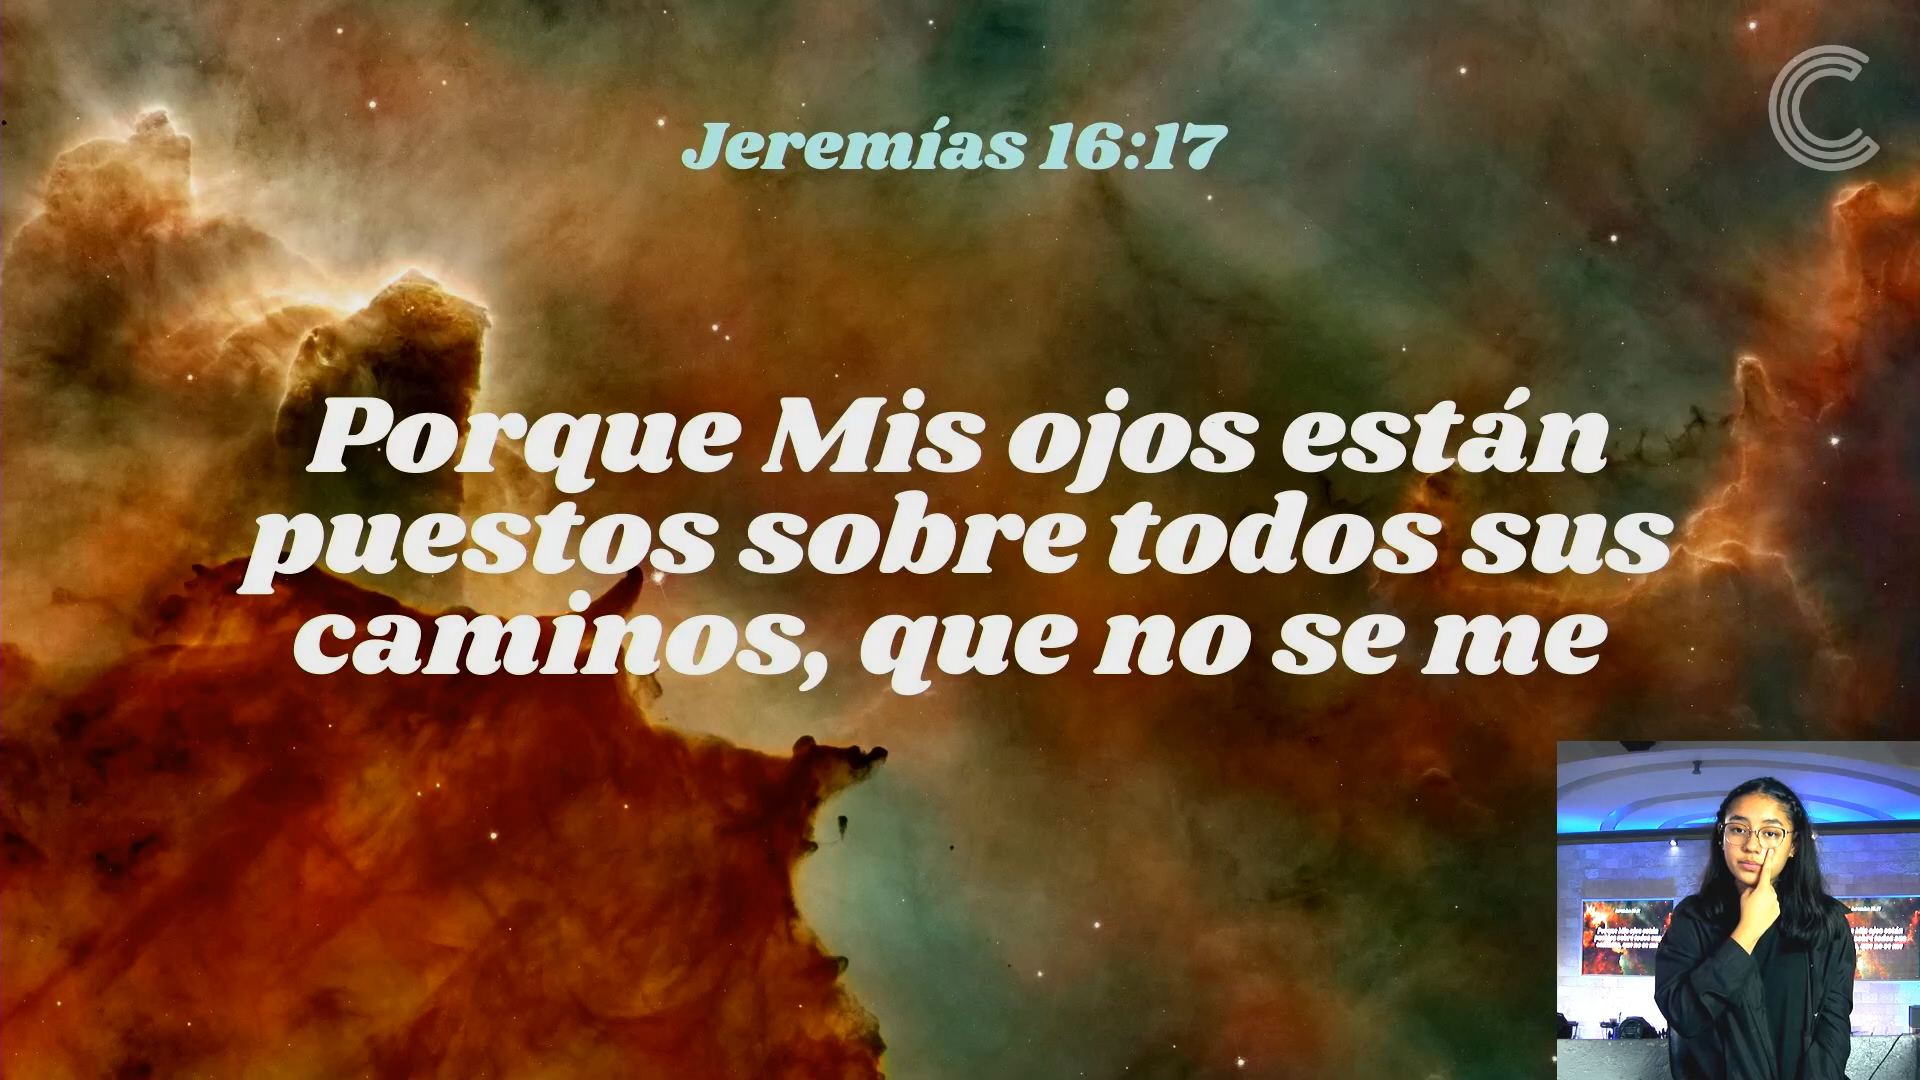 Jeremías 16:17
Porque Mis ojos están
puestos sobre todos sus
caminos, que no se me